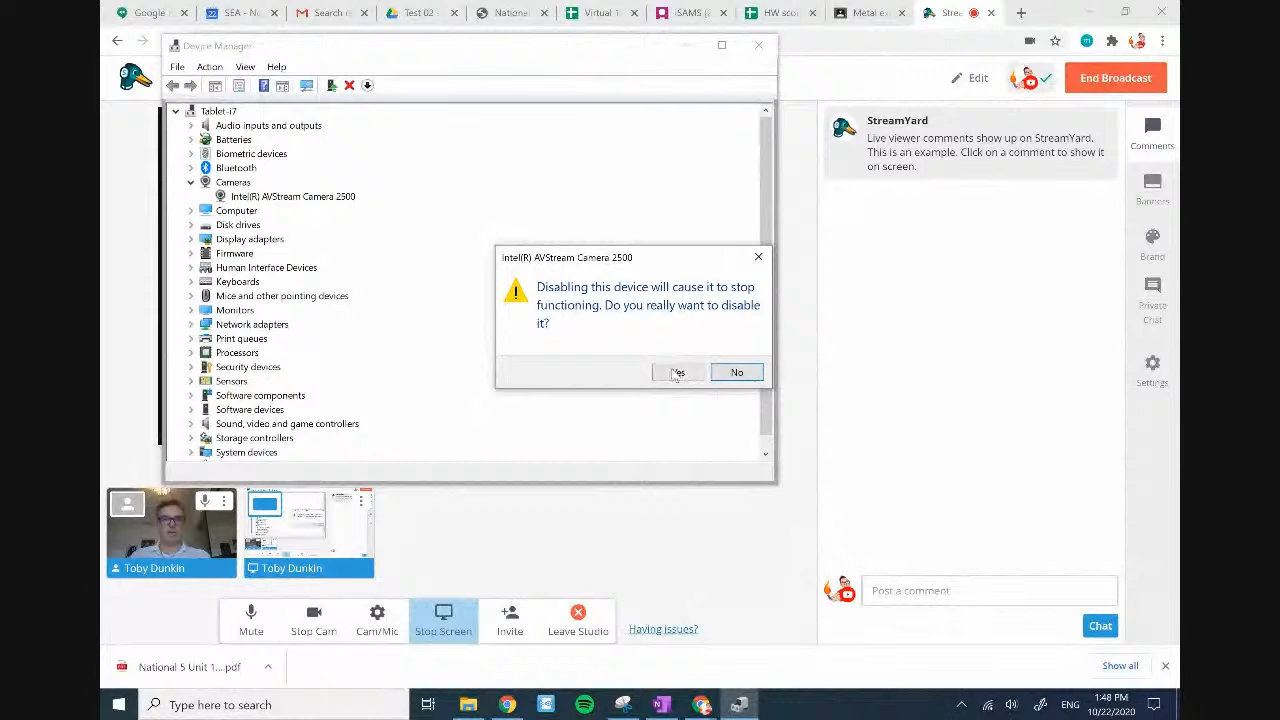 Google
SEA - No
Search r
Test 02
National
Virtual 1
iSAMS (
HW sco
Metal e
Stre
Device Manager
File Action View Help
Edit
End Broadcast
Tablet-i7
Audio inputs and outputs
Batteries
Biometric devices
Bluetooth
Cameras
Intel(R) AVStream Camera 2500
Computer
Disk drives
Display adapters
Firmware
Human Interface Devices
Keyboards
Mice and other pointing devices
Monitors
Network adapters
Print queues
Processors
Security devices
Sensors
Software components
Software devices
Sound, video and game controllers
Storage controllers
System devices
Intel(R) AVStream Camera 2500
Disabling this device will cause it to stop
functioning. Do you really want to disable
it?
Yes No
StreamYard
Live viewer comments show up on StreamYard.
This is an example. Click on a comment to show it
on screen.
Comments
Banners
Brand
Private
Chat
Settings
Toby Dunkin
Toby Dunkin
Mute
Stop Cam
Cam/Mic
Stop Screen
Invite
Leave Studio
Having issues?
Post a comment
Chat
National 5 Unit 1....pdf
Show all
Type here to search
ENG
1:48 PM
10/22/2020